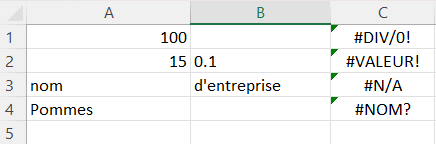 A B C
1 100 #DIV/0!
2 15 0.1 #VALEUR!
3 nom d'entreprise #N/A
4 Pommes #NOM?
5